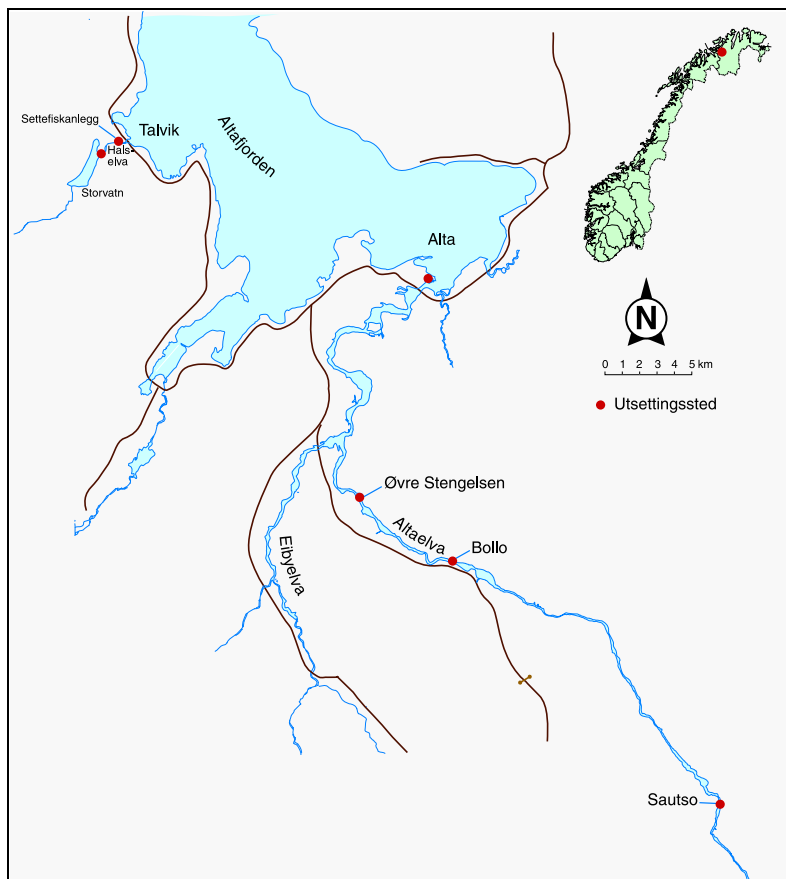 Settefiskanlegg
Talvik
Hals-
elva
Storvatn
Altafjorden
Alta
N
0 1 2 3 4 5 km
Utsettingssted
Øvre Stengelsen
Altaelva
Bollo
Eibyelva
Sautso